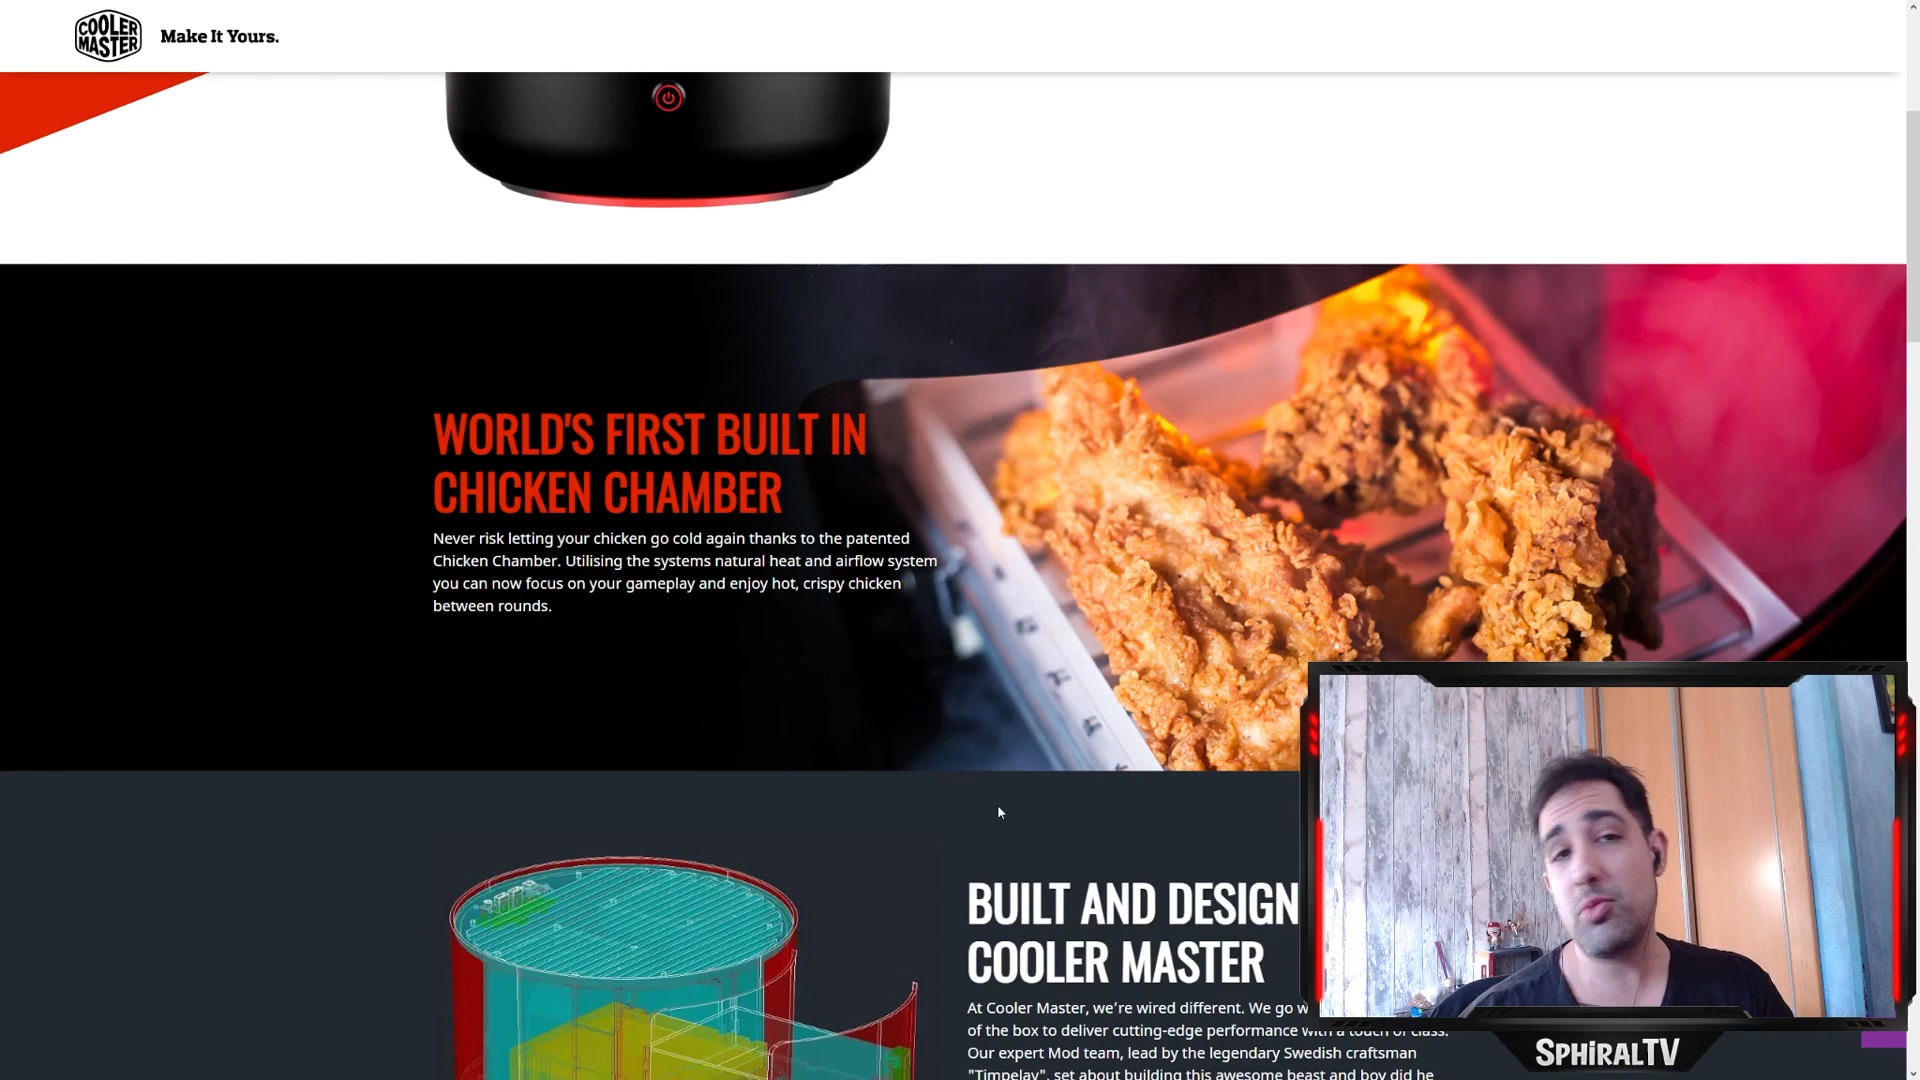 COOLER
MASTER
Make It Yours.
WORLD'S FIRST BUILT IN
CHICKEN CHAMBER
Never risk letting your chicken go cold again thanks to the patented
Chicken Chamber. Utilising the systems natural heat and airflow system
you can now focus on your gameplay and enjoy hot, crispy chicken
between rounds.
BUILT AND DESIGN
COOLER MASTER
At Cooler Master, we're wired different. We go
of the box to deliver cutting-edge performance with a touch of class.
Our expert Mod team, lead by the legendary Swedish craftsman
"Timpelay", set about building this awesome beast and boy did he
SPHIRALTV